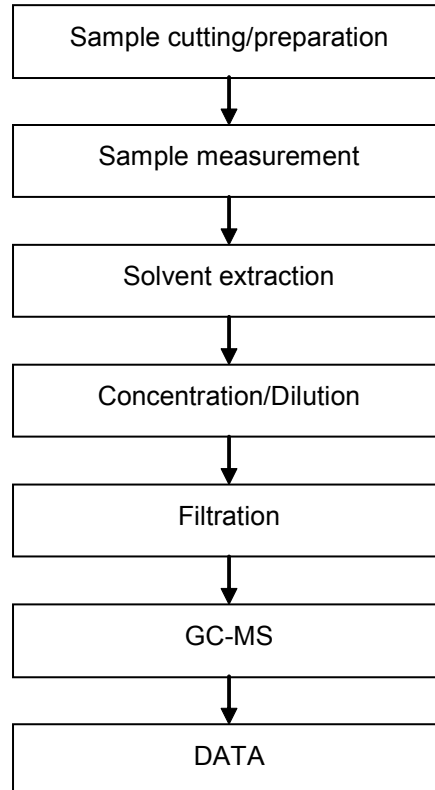 Sample cutting/preparation
Sample measurement
Solvent extraction
Concentration/Dilution
Filtration
GC-MS
DATA